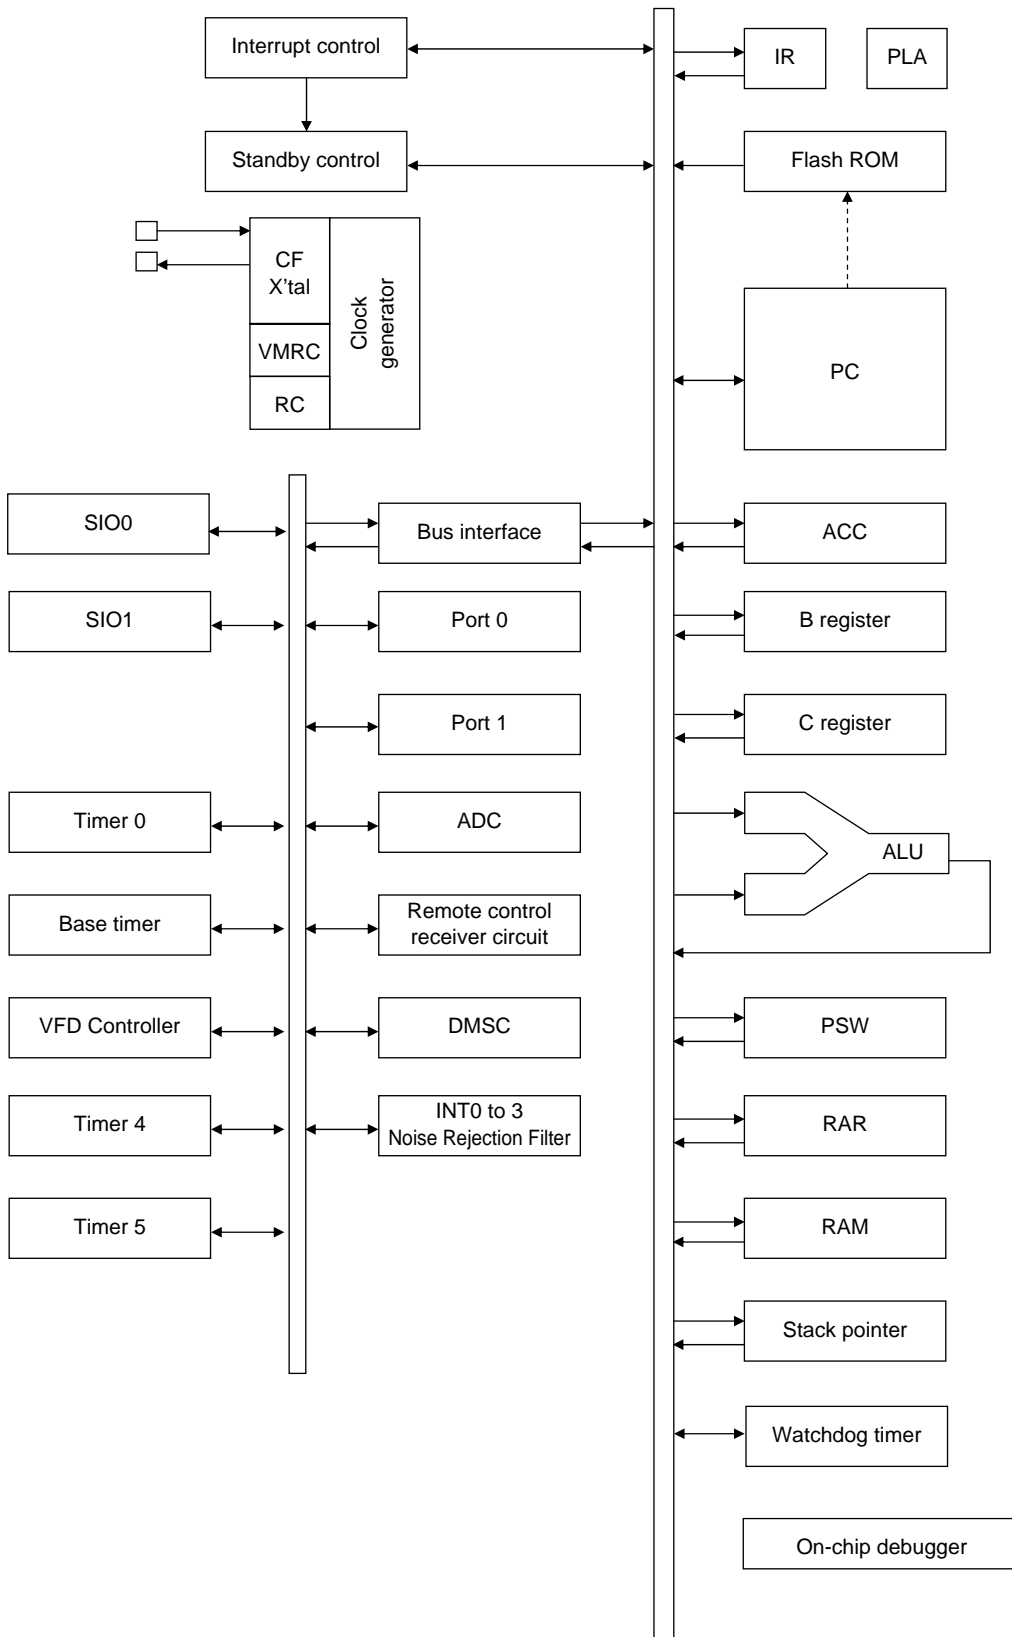 Interrupt control
IR
PLA
Standby control
Flash ROM
CF
X'tal
VMRC
RC
Clock
generator
PC
SIO0
Bus interface
ACC
SIO1
Port 0
B register
Port 1
C register
Timer 0
ADC
ALU
Base timer
Remote control
receiver circuit
VFD Controller
DMSC
PSW
Timer 4
INT0 to 3
Noise Rejection Filter
RAR
Timer 5
RAM
Stack pointer
Watchdog timer
On-chip debugger